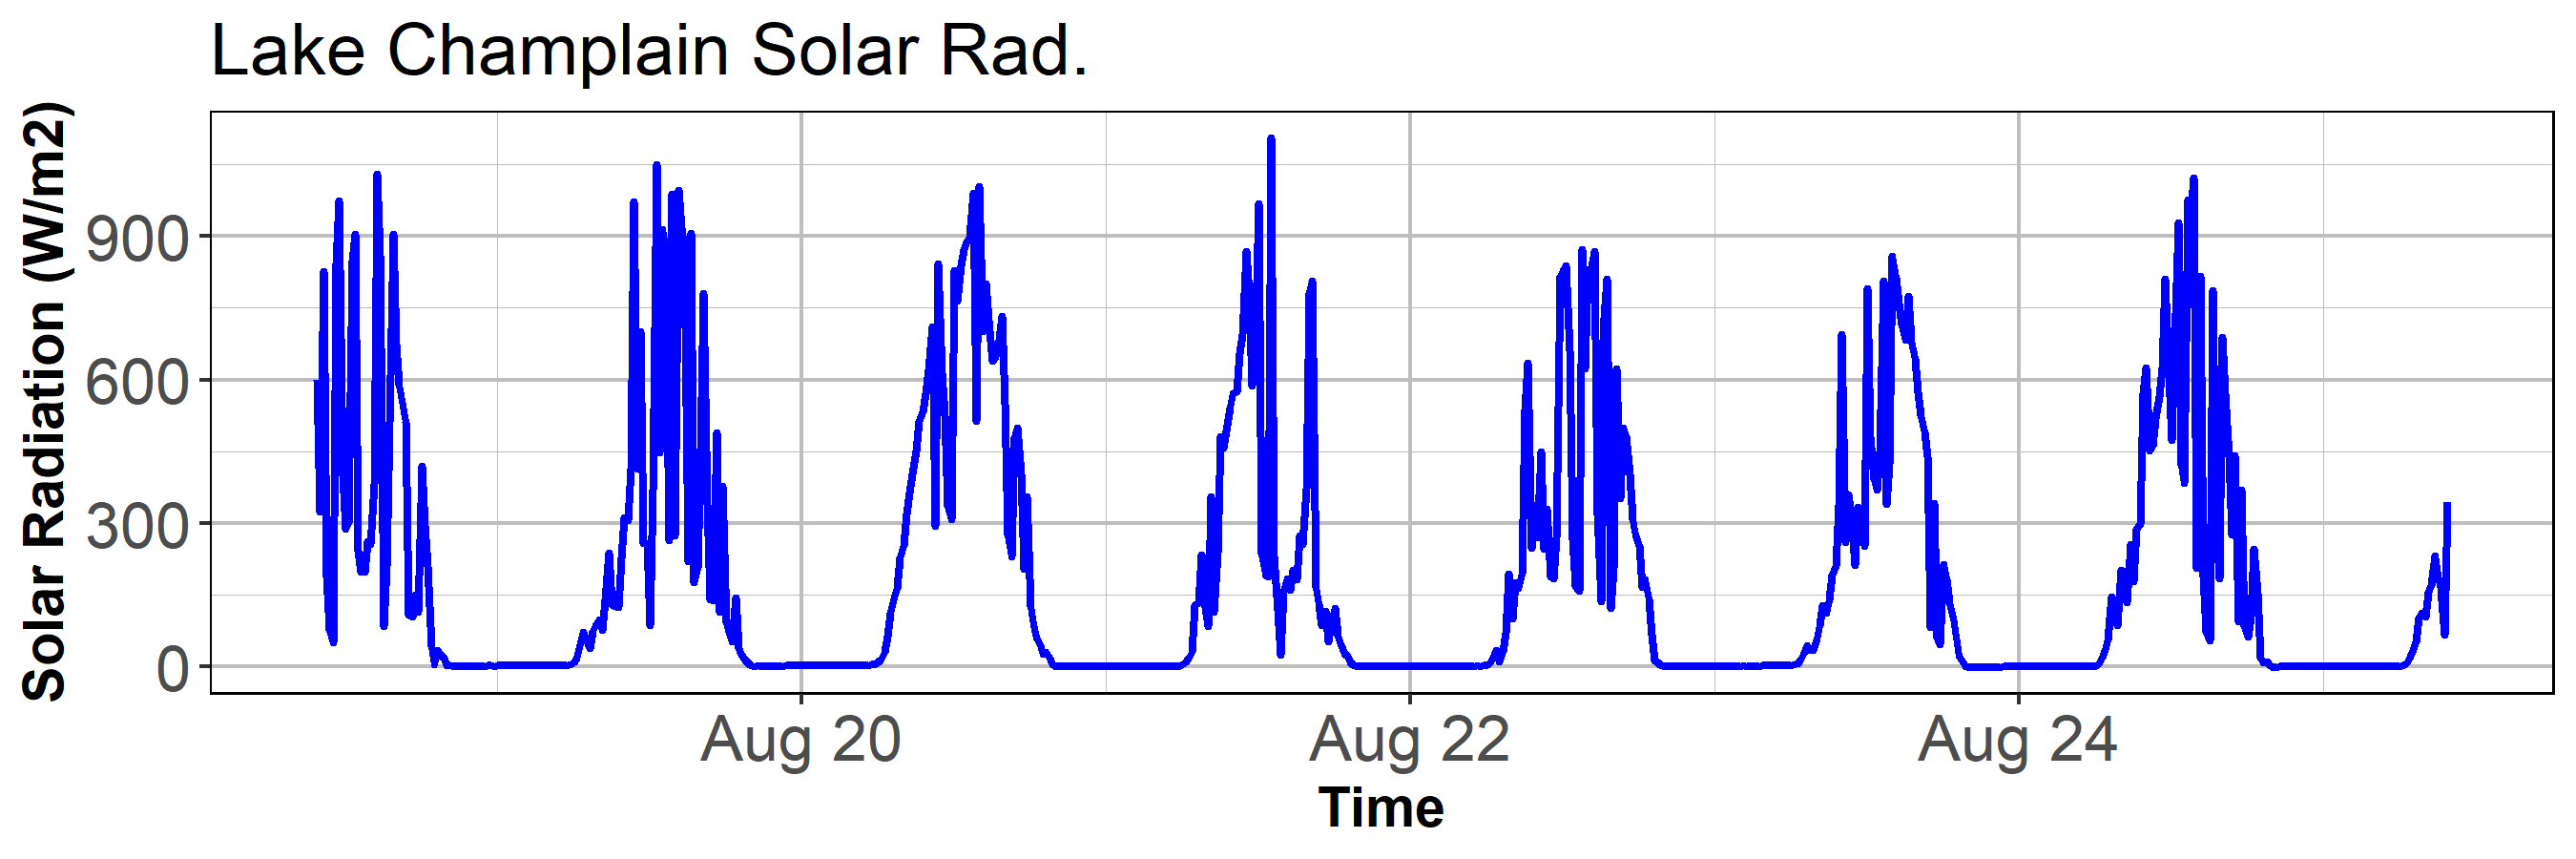 Lake Champlain Solar Rad.
Solar Radiation (W/m2)
900
600
300
0
Aug 20 Aug 22 Aug 24
Time